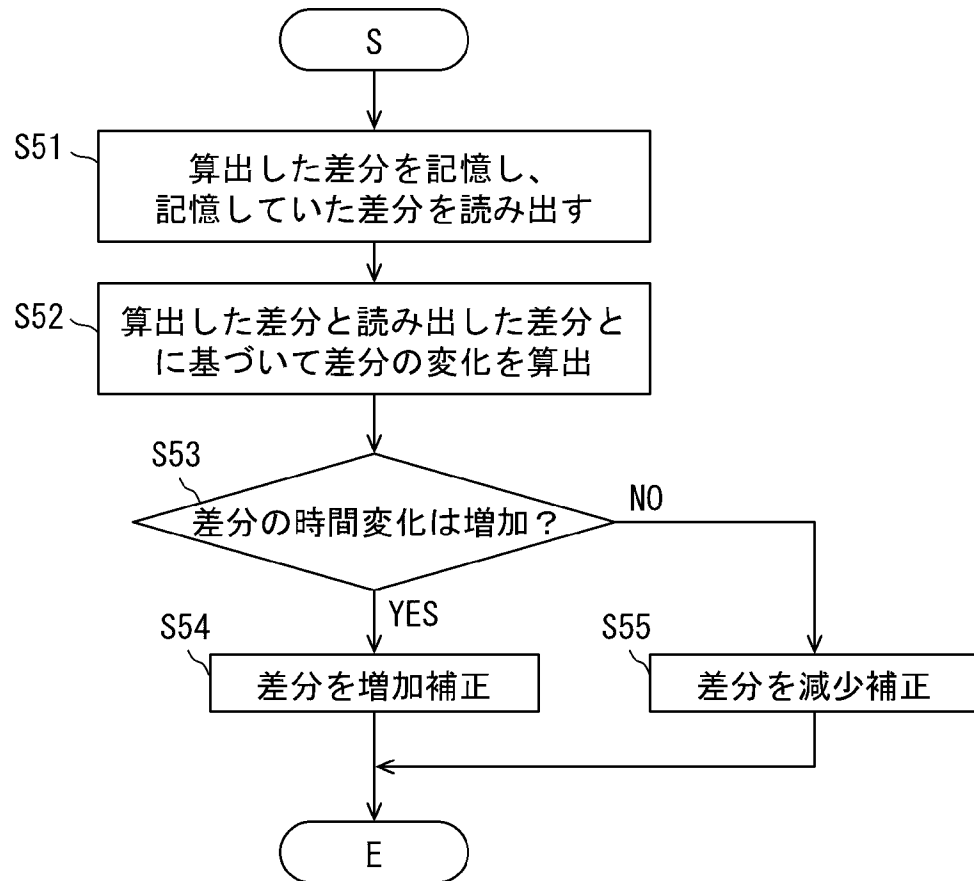 S
S51
算出した差分を記憶し、
記憶していた差分を読み出す
S52
算出した差分と読み出した差分と
に基づいて差分の変化を算出
S53
差分の時間変化は増加？
NO
YES
S54
差分を増加補正
S55
差分を減少補正
E